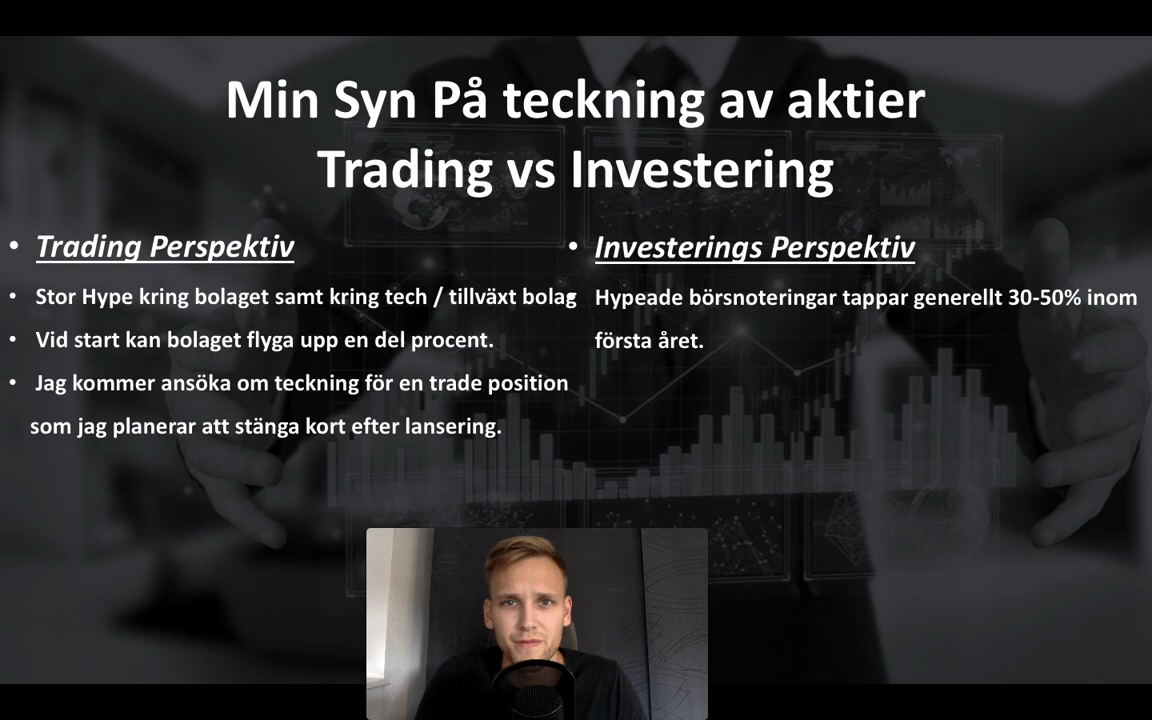 Min Syn På teckning av aktier
Trading vs Investering
• Trading Perspektiv
• Stor Hype kring bolaget samt kring tech / tillväxt bolag
• Vid start kan bolaget flyga upp en del procent.
• Jag kommer ansöka om teckning för en trade position
som jag planerar att stänga kort efter lansering.
• Investerings Perspektiv
• Hypeade börsnoteringar tappar generellt 30-50% inom
första året.